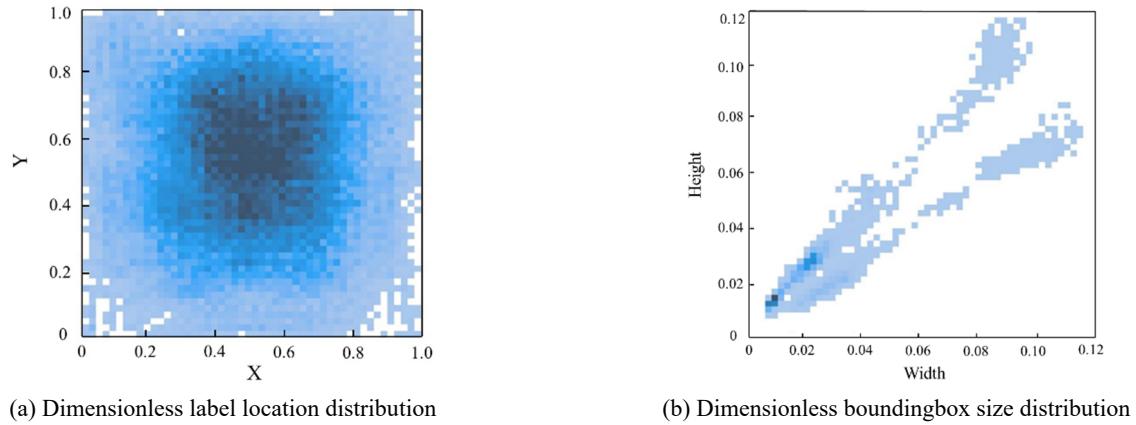 1.0
0.8
0.6
Y
0.4
0.2
0
0 0.2 0.4 0.6 0.8 1.0
X
(a) Dimensionless label location distribution
0.12
0.10
0.08
Height
0.06
0.04
0.02
0
0 0.02 0.04 0.06 0.08 0.10 0.12
Width
(b) Dimensionless boundingbox size distribution